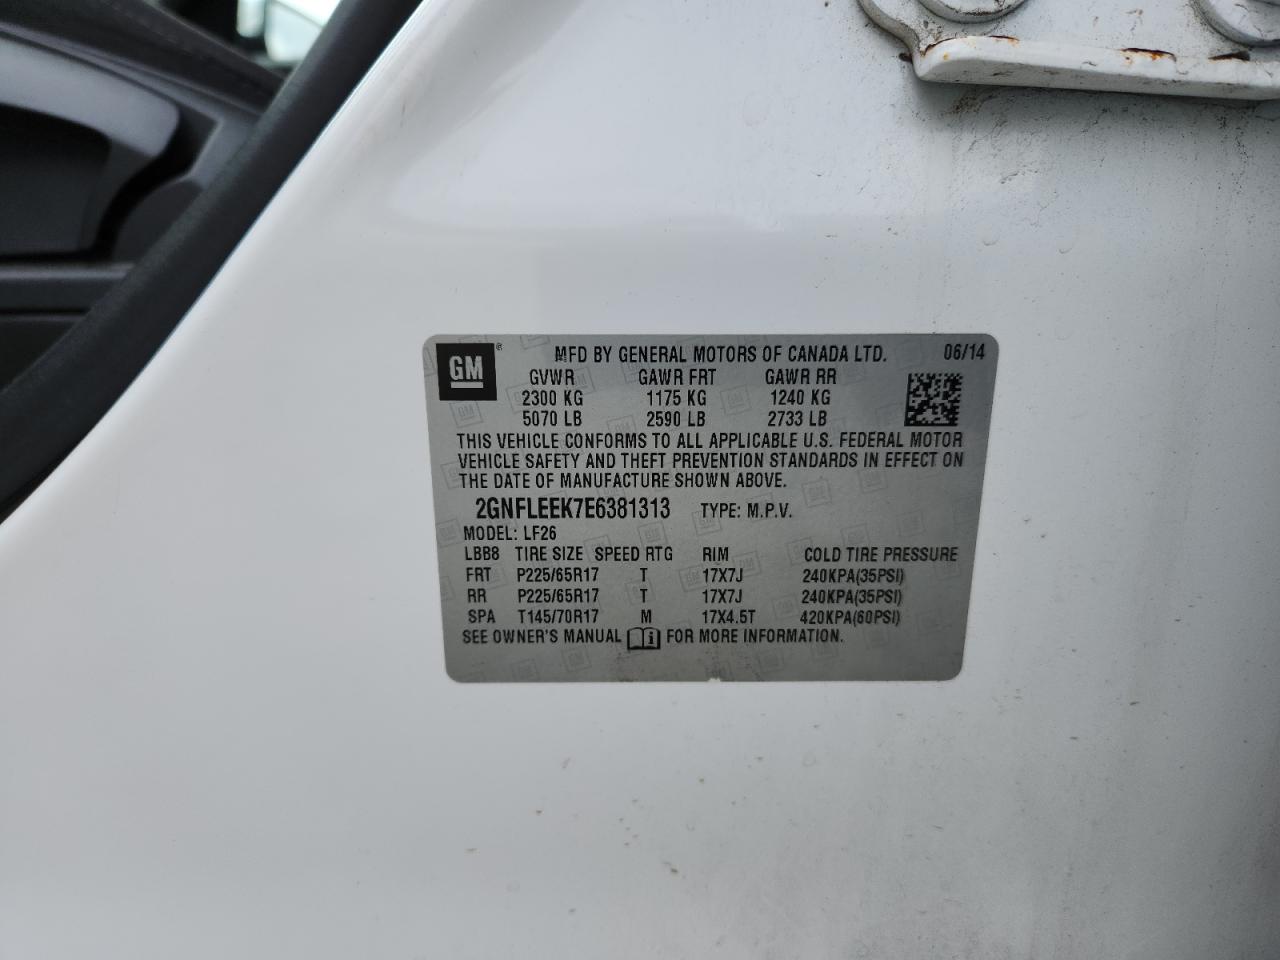 GM ® MFD BY GENERAL MOTORS OF CANADA LTD. 06/14
GVWR GAWR FRT GAWR RR
2300 KG 1175 KG 1240 KG
5070 LB 2590 LB 2733 LB
THIS VEHICLE CONFORMS TO ALL APPLICABLE U.S. FEDERAL MOTOR
VEHICLE SAFETY AND THEFT PREVENTION STANDARDS IN EFFECT ON
THE DATE OF MANUFACTURE SHOWN ABOVE.
2GNFLEEK7E6381313 TYPE: M.P.V.
MODEL: LF26
LBB8 TIRE SIZE SPEED RTG RIM COLD TIRE PRESSURE
FRT P225/65R17 T 17X7J 240KPA(35PSI)
RR P225/65R17 T 17X7J 240KPA(35PSI)
SPA T145/70R17 M 17X4.5T 420KPA(60PSI)
SEE OWNER'S MANUAL FOR MORE INFORMATION.